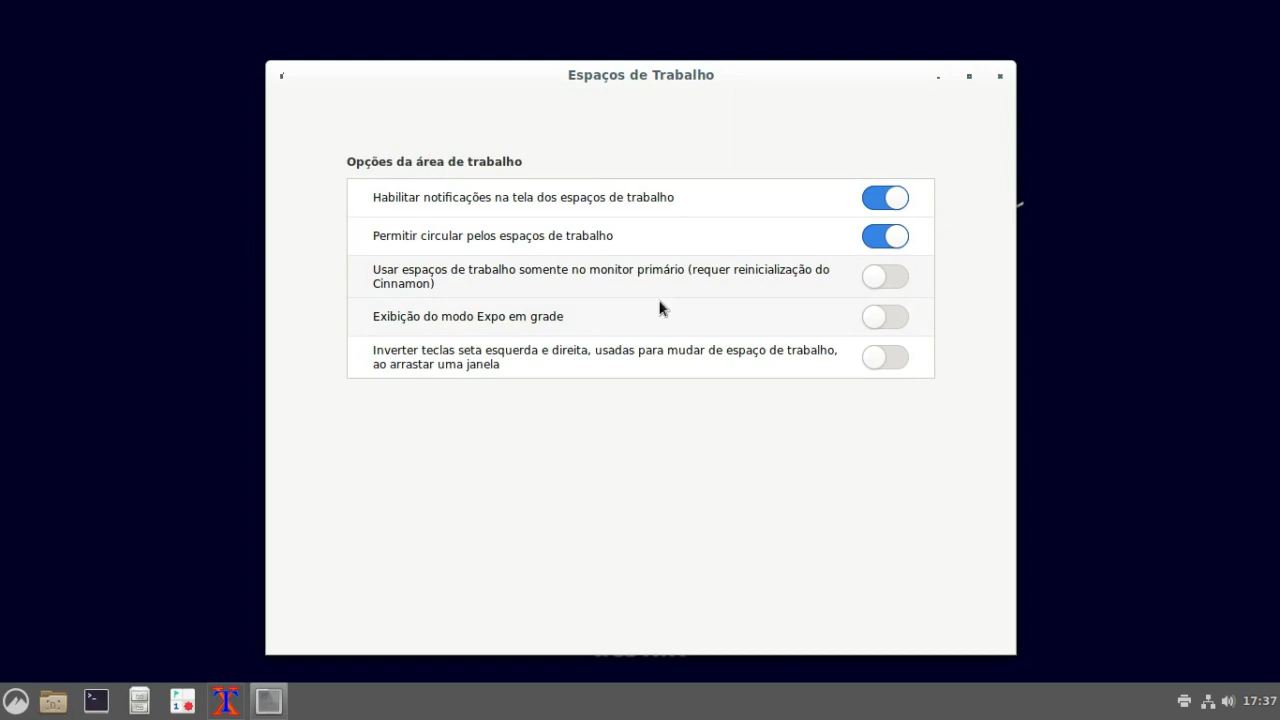 Espaços de Trabalho
Opções da área de trabalho
Habilitar notificações na tela dos espaços de trabalho
Permitir circular pelos espaços de trabalho
Usar espaços de trabalho somente no monitor primário (requer reinicialização do
Cinnamon)
Exibição do modo Expo em grade
Inverter teclas seta esquerda e direita, usadas para mudar de espaço de trabalho,
ao arrastar uma janela
17:37